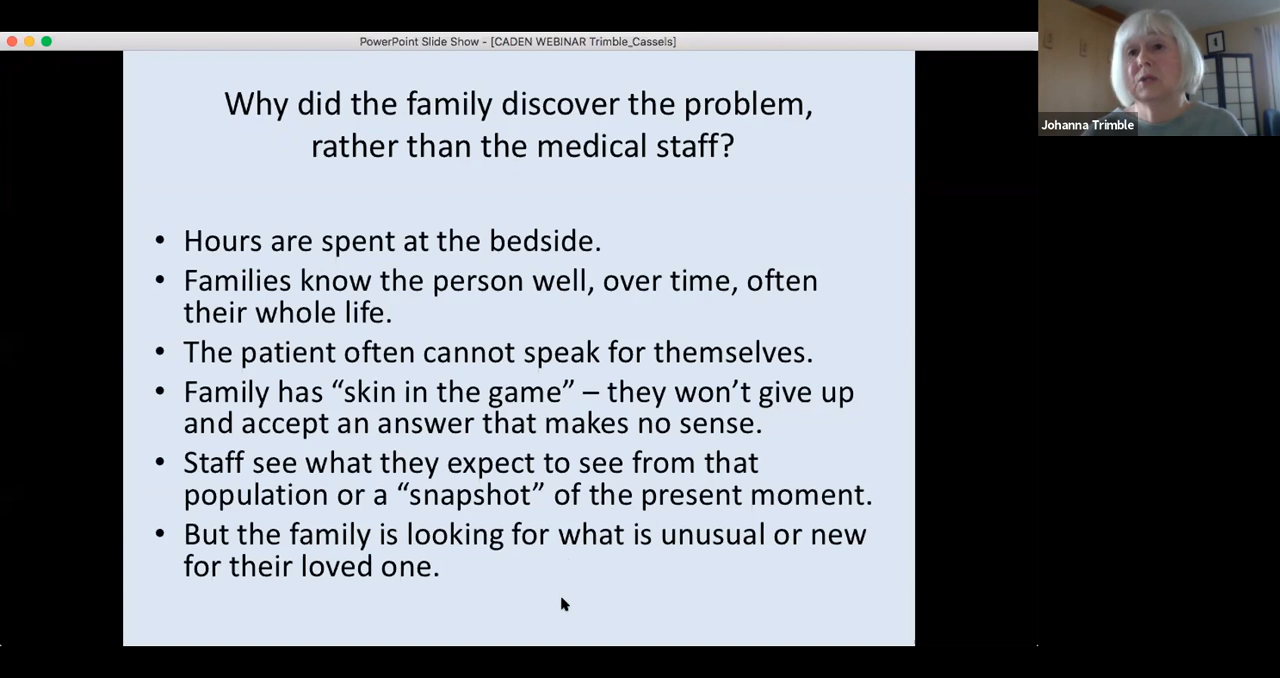 PowerPoint Slide Show - [CADEN WEBINAR Trimble_Cassels]
Johanna Trimble
Why did the family discover the problem,
rather than the medical staff?
• Hours are spent at the bedside.
• Families know the person well, over time, often
their whole life.
• The patient often cannot speak for themselves.
• Family has “skin in the game” – they won’t give up
and accept an answer that makes no sense.
• Staff see what they expect to see from that
population or a “snapshot” of the present moment.
• But the family is looking for what is unusual or new
for their loved one.